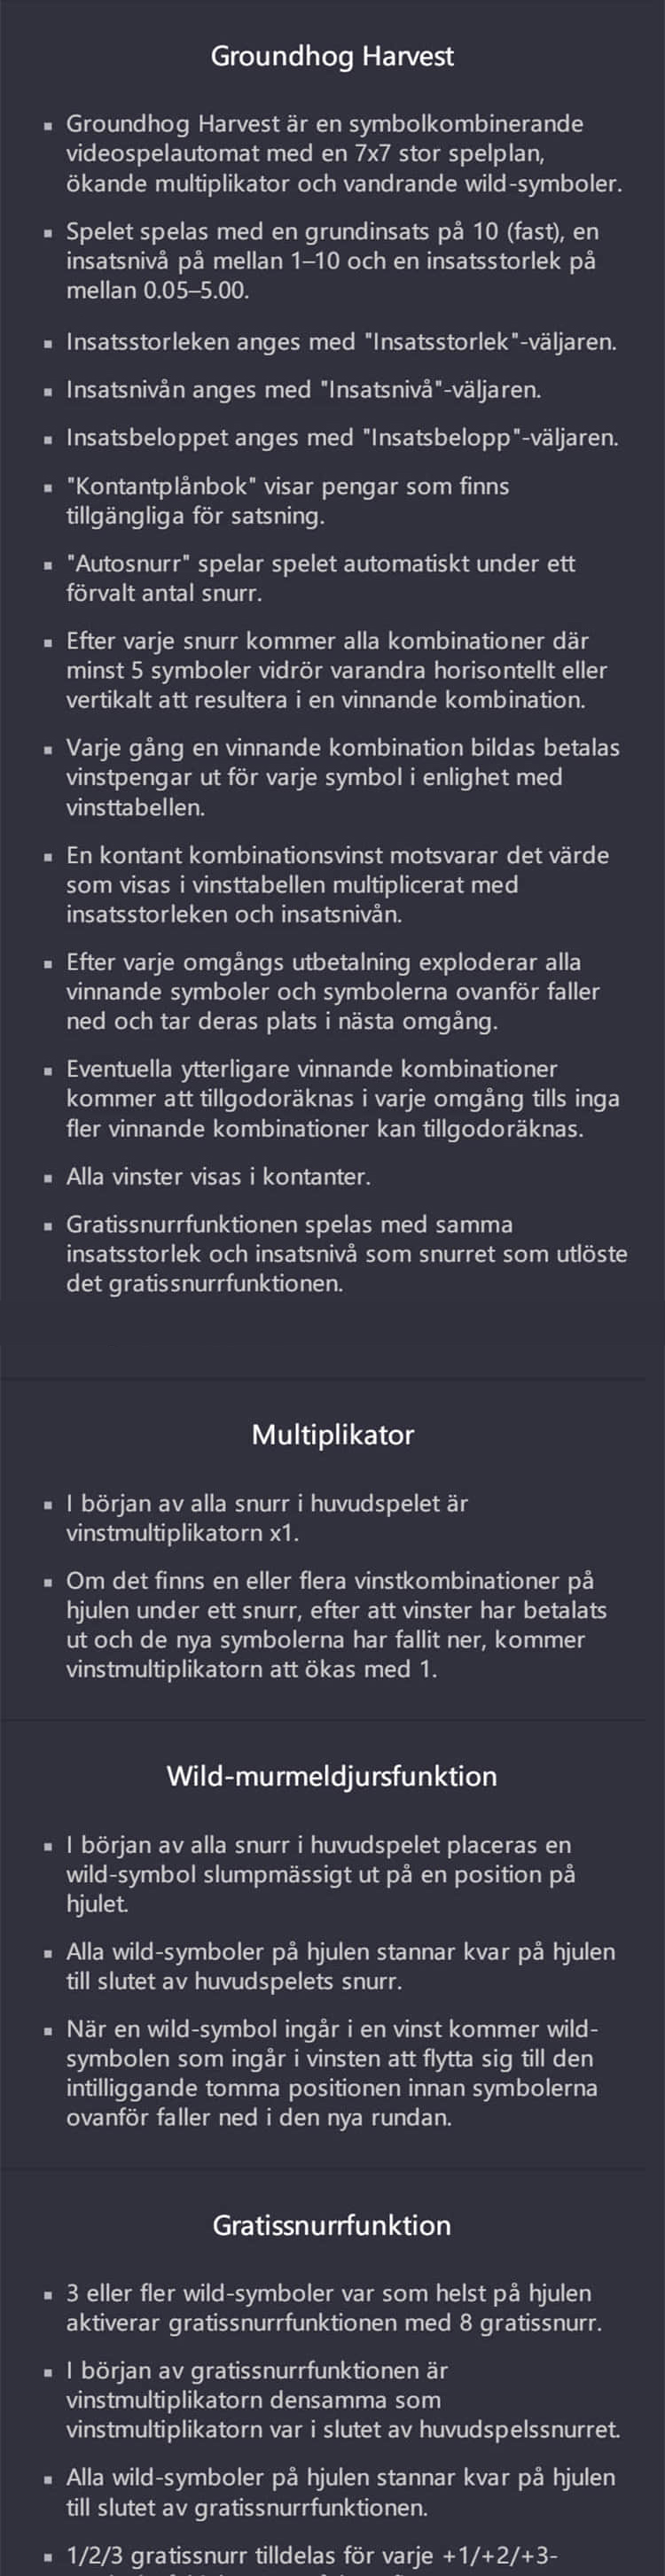 Groundhog Harvest
▪ Groundhog Harvest är en symbolkombinerande
videospelautomat med en 7x7 stor spelplan,
ökande multiplikator och vandrande wild-symboler.
▪ Spelet spelas med en grundinsats på 10 (fast), en
insatsnivå på mellan 1–10 och en insatsstorlek på
mellan 0.05–5.00.
▪ Insatsstorleken anges med "Insatsstorlek"-väljaren.
▪ Insatsnivån anges med "Insatsnivå"-väljaren.
▪ Insatsbeloppet anges med "Insatsbelopp"-väljaren.
▪ "Kontantplånbok" visar pengar som finns
tillgängliga för satsning.
▪ "Autosnurr" spelar spelet automatiskt under ett
förvalt antal snurr.
▪ Efter varje snurr kommer alla kombinationer där
minst 5 symboler vidrör varandra horisontellt eller
vertikalt att resultera i en vinnande kombination.
▪ Varje gång en vinnande kombination bildas betalas
vinstpengar ut för varje symbol i enlighet med
vinsttabellen.
▪ En kontant kombinationsvinst motsvarar det värde
som visas i vinsttabellen multiplicerat med
insatsstorleken och insatsnivån.
▪ Efter varje omgångs utbetalning exploderar alla
vinnande symboler och symbolerna ovanför faller
ned och tar deras plats i nästa omgång.
▪ Eventuella ytterligare vinnande kombinationer
kommer att tillgodoräknas i varje omgång tills inga
fler vinnande kombinationer kan tillgodoräknas.
▪ Alla vinster visas i kontanter.
▪ Gratissnurrfunktionen spelas med samma
insatsstorlek och insatsnivå som snurret som utlöste
det gratissnurrfunktionen.
Multiplikator
▪ I början av alla snurr i huvudspelet är
vinstmultiplikatorn x1.
▪ Om det finns en eller flera vinstkombinationer på
hjulen under ett snurr, efter att vinster har betalats
ut och de nya symbolerna har fallit ner, kommer
vinstmultiplikatorn att ökas med 1.
Wild-murmeldjursfunktion
▪ I början av alla snurr i huvudspelet placeras en
wild-symbol slumpmässigt ut på en position på
hjulet.
▪ Alla wild-symboler på hjulen stannar kvar på hjulen
till slutet av huvudspelets snurr.
▪ När en wild-symbol ingår i en vinst kommer wild-
symbolen som ingår i vinsten att flytta sig till den
intilliggande tomma positionen innan symbolerna
ovanför faller ned i den nya rundan.
Gratissnurrfunktion
▪ 3 eller fler wild-symboler var som helst på hjulen
aktiverar gratissnurrfunktionen med 8 gratissnurr.
▪ I början av gratissnurrfunktionen är
vinstmultiplikatorn densamma som
vinstmultiplikatorn var i slutet av huvudspelssnurret.
▪ Alla wild-symboler på hjulen stannar kvar på hjulen
till slutet av gratissnurrfunktionen.
▪ 1/2/3 gratissnurr tilldelas för varje +1/+2/+3-